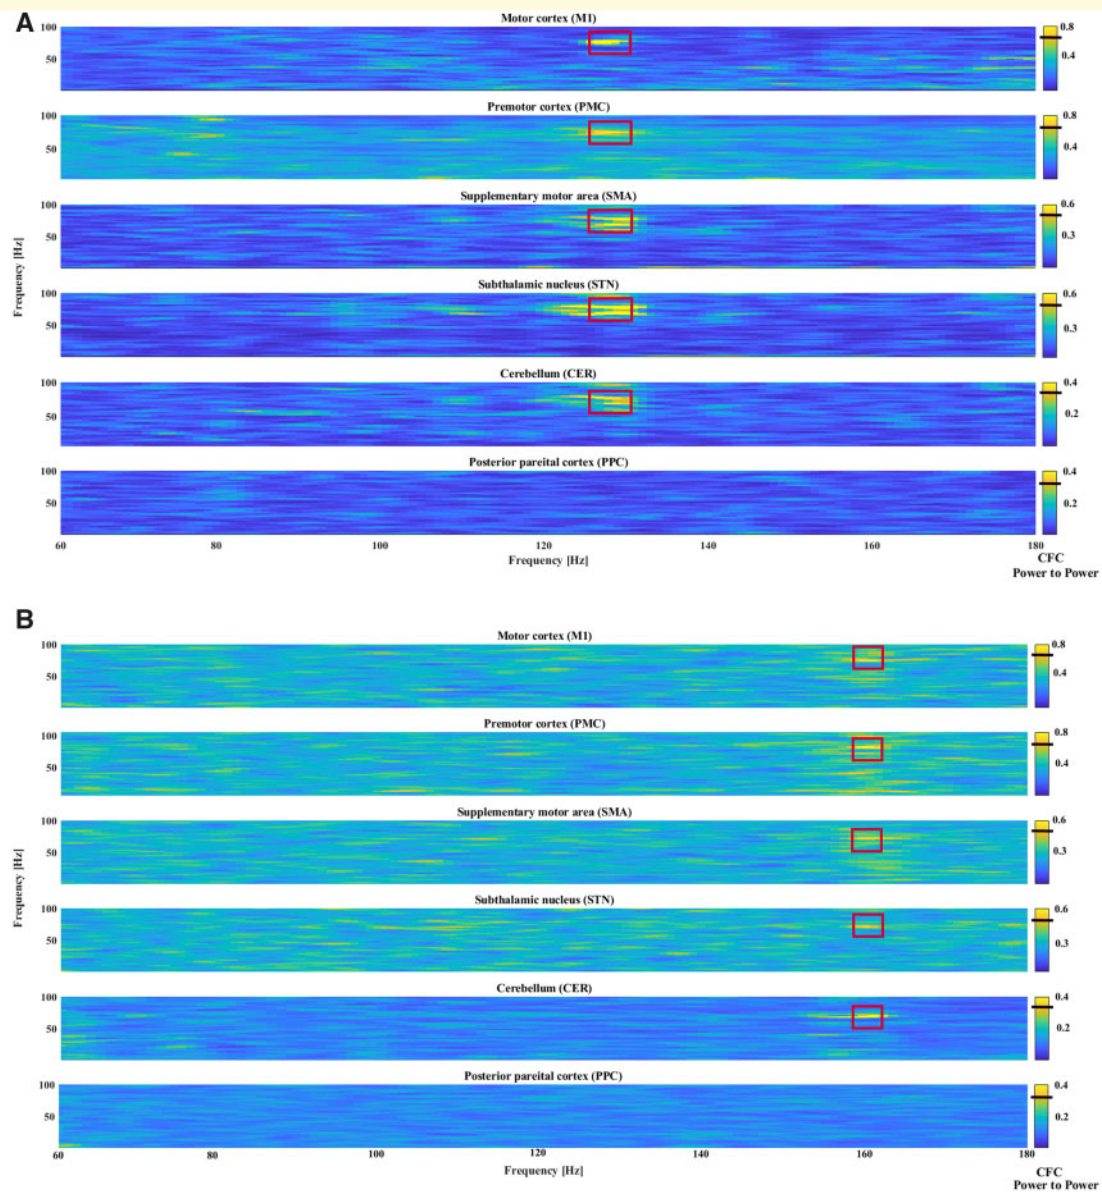 A
Motor cortex (M1)
100
50
0.8
0.4
Premotor cortex (PMC)
100
50
0.8
0.4
Supplementary motor area (SMA)
100
50
0.6
0.3
Frequency [Hz]
Subthalamic nucleus (STN)
100
50
0.6
0.3
Cerebellum (CER)
100
50
0.4
0.2
Posterior pareital cortex (PPC)
100
50
0.4
0.2
60 80 100 120 140 160 180
Frequency [Hz]
CFC
Power to Power
B
Motor cortex (M1)
100
50
0.8
0.4
Premotor cortex (PMC)
100
50
0.8
0.4
Supplementary motor area (SMA)
100
50
0.6
0.3
Frequency [Hz]
Subthalamic nucleus (STN)
100
50
0.6
0.3
Cerebellum (CER)
100
50
0.4
0.2
Posterior pareital cortex (PPC)
100
50
0.4
0.2
60 80 100 120 140 160 180
Frequency [Hz]
CFC
Power to Power